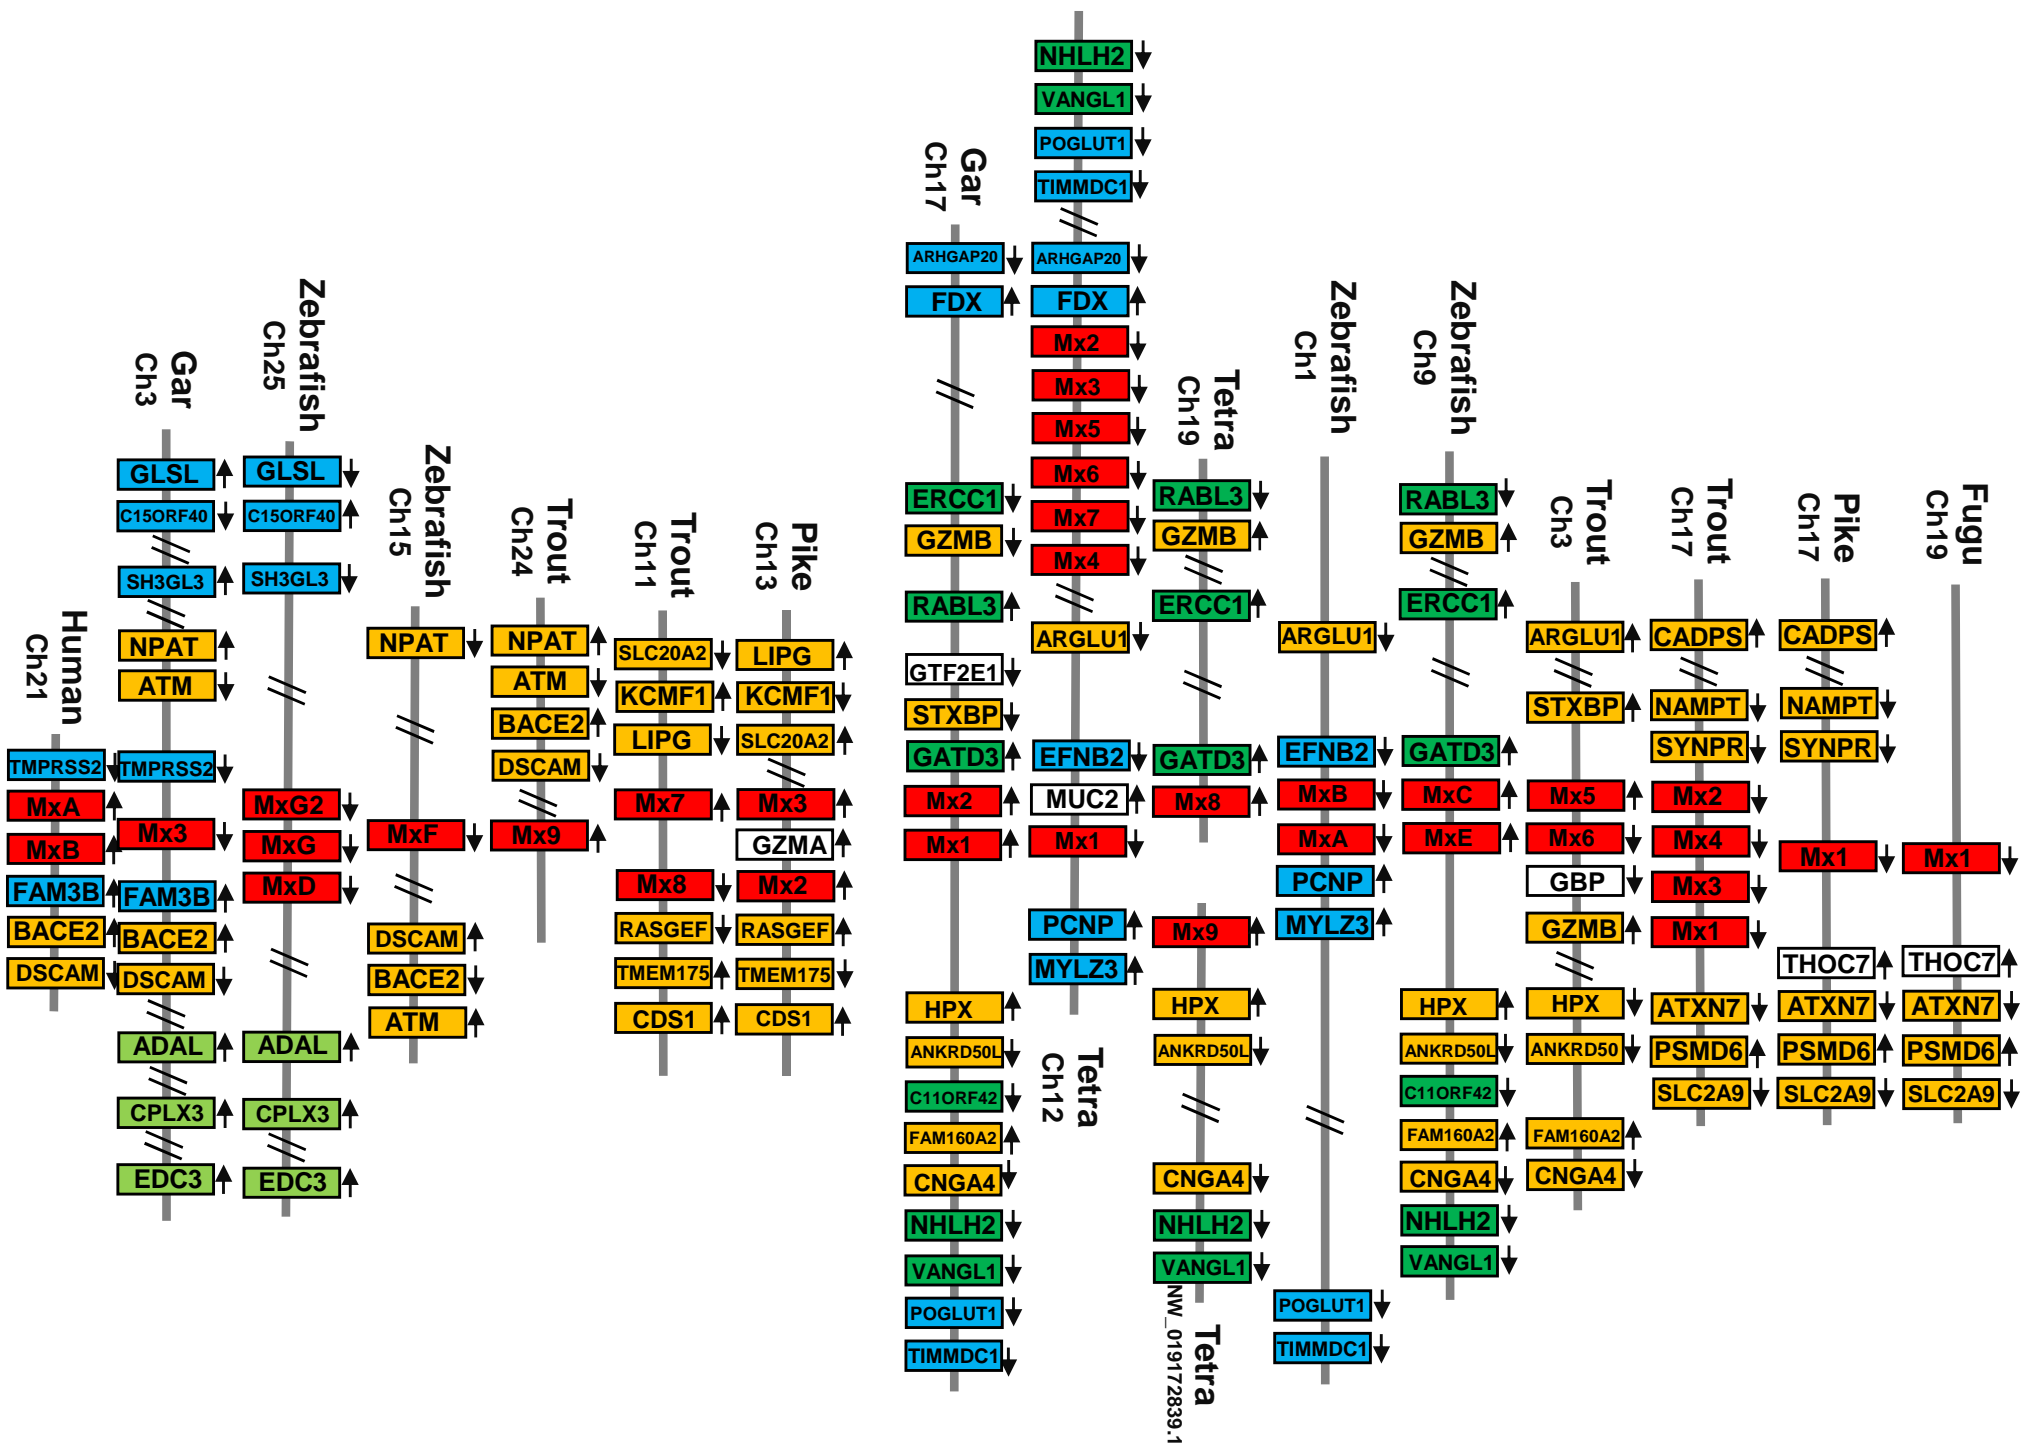 Human
Ch21
TMPRSS2
MxA
MxB
FAM3B
BACE2
DSCAM
Gar
Ch3
GLSL
C15ORF40
SH3GL3
NPAT
ATM
TMPRSS2
Mx3
FAM3B
BACE2
DSCAM
ADAL
CPLX3
EDC3
Zebrafish
Ch25
GLSL
C15ORF40
SH3GL3
MxG2
MxG
MxD
ADAL
CPLX3
EDC3
Zebrafish
Ch15
NPAT
MxF
DSCAM
BACE2
ATM
Trout
Ch24
NPAT
ATM
BACE2
DSCAM
Mx9
Trout
Ch11
SLC20A2
KCMF1
LIPG
Mx7
Mx8
RASGEF
TMEM175
CDS1
Pike
Ch13
LIPG
KCMF1
SLC20A2
Mx3
GZMA
Mx2
RASGEF
TMEM175
CDS1
Gar
Ch17
ARHGAP20
FDX
ERCC1
GZMB
RABL3
GTF2E1
STXBP
GATD3
Mx2
Mx1
HPX
ANKRD50L
C11ORF42
FAM160A2
CNGA4
NHLH2
VANGL1
POGLUT1
TIMMDC1
NHLH2
VANGL1
POGLUT1
TIMMDC1
ARHGAP20
FDX
Mx2
Mx3
Mx5
Mx6
Mx7
Mx4
ARGLU1
EFNB2
MUC2
Mx1
PCNP
MYLZ3
Tetra
Ch12
Tetra
Ch19
RABL3
GZMB
ERCC1
GATD3
Mx8
Mx9
HPX
ANKRD50L
CNGA4
NHLH2
VANGL1
Tetra
NW_019172839.1
Zebrafish
Ch1
ARGLU1
EFNB2
MxB
MxA
PCNP
MYLZ3
POGLUT1
TIMMDC1
Zebrafish
Ch9
RABL3
GZMB
ERCC1
GATD3
MxC
MxE
HPX
ANKRD50L
C11ORF42
FAM160A2
CNGA4
NHLH2
VANGL1
Trout
Ch3
ARGLU1
STXBP
Mx5
Mx6
GBP
GZMB
HPX
ANKRD50
FAM160A2
CNGA4
Trout
Ch17
CADPS
NAMPT
SYNPR
Mx2
Mx4
Mx3
Mx1
ATXN7
PSMD6
SLC2A9
Pike
Ch17
CADPS
NAMPT
SYNPR
Mx1
THOC7
ATXN7
PSMD6
SLC2A9
Fugu
Ch19
Mx1
THOC7
ATXN7
PSMD6
SLC2A9